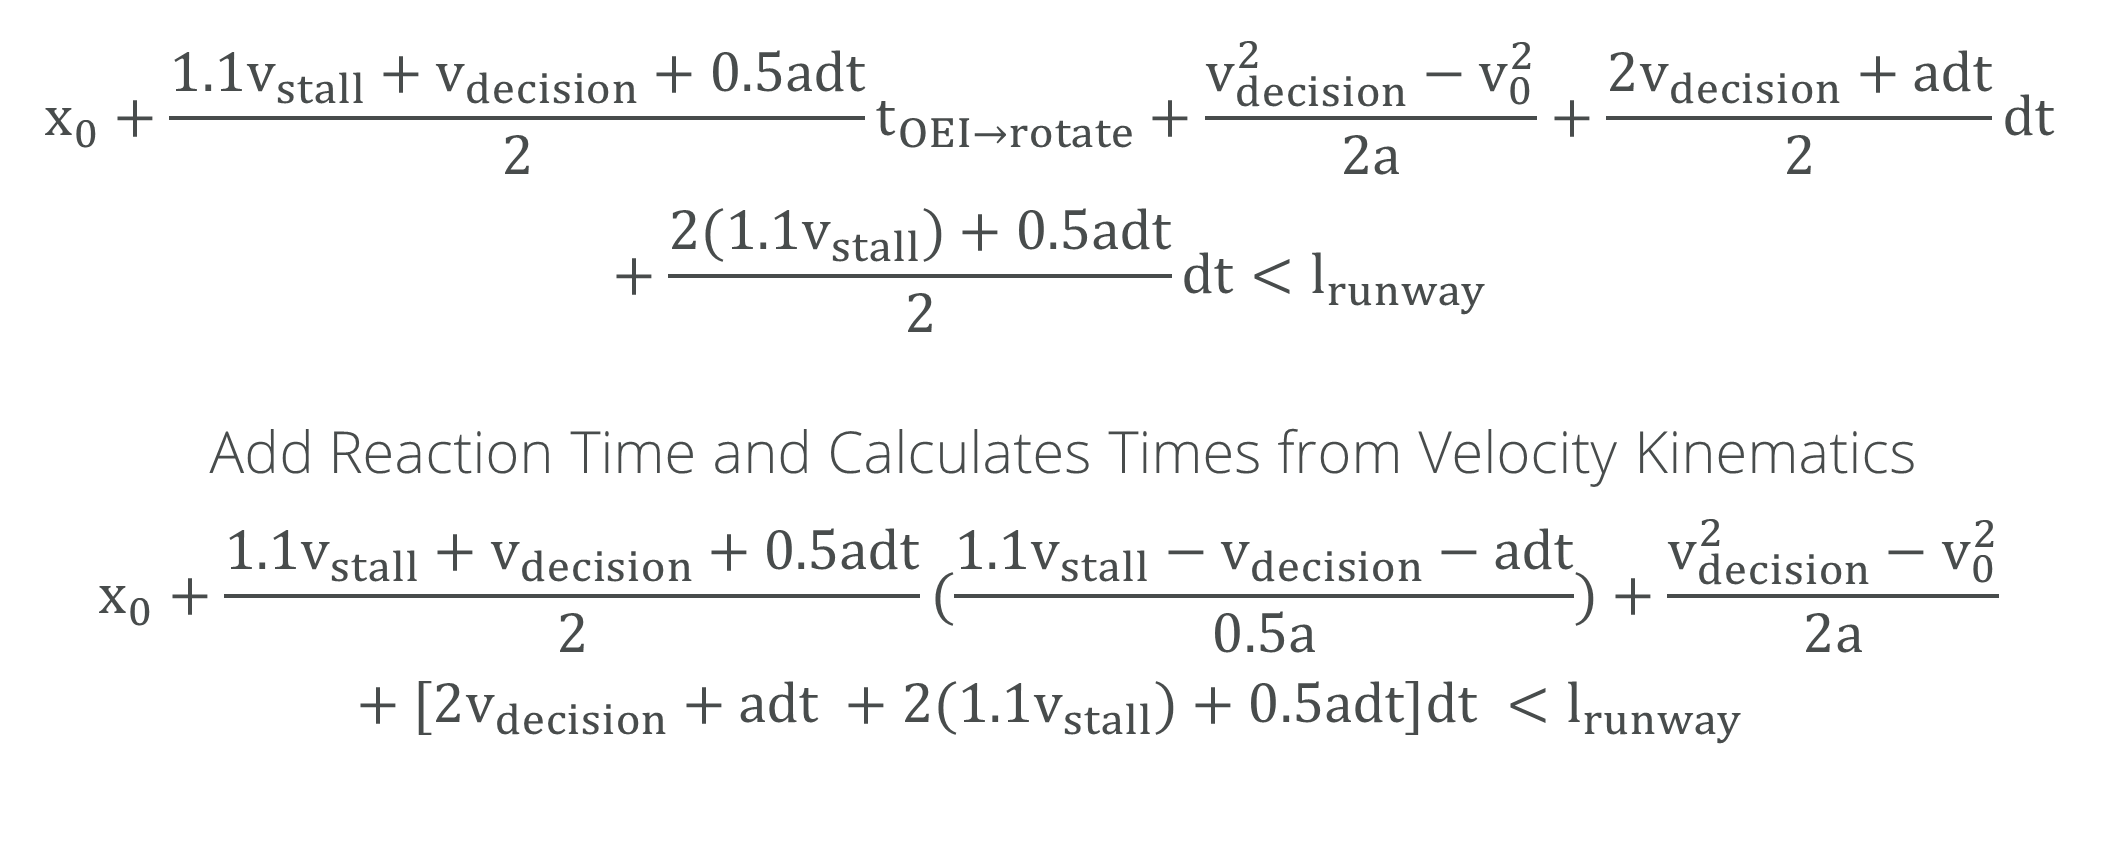 x₀ + (1.1v_stall + v_decision + 0.5adt)/2 t_OEI→rotate + (v²_decision − v₀²)/2a + (2v_decision + adt)/2 dt
+ (2(1.1v_stall) + 0.5adt)/2 dt < l_runway
Add Reaction Time and Calculates Times from Velocity Kinematics
x₀ + (1.1v_stall + v_decision + 0.5adt)/2 ((1.1v_stall − v_decision − adt)/0.5a) + (v²_decision − v₀²)/2a
+ [2v_decision + adt + 2(1.1v_stall) + 0.5adt]dt < l_runway